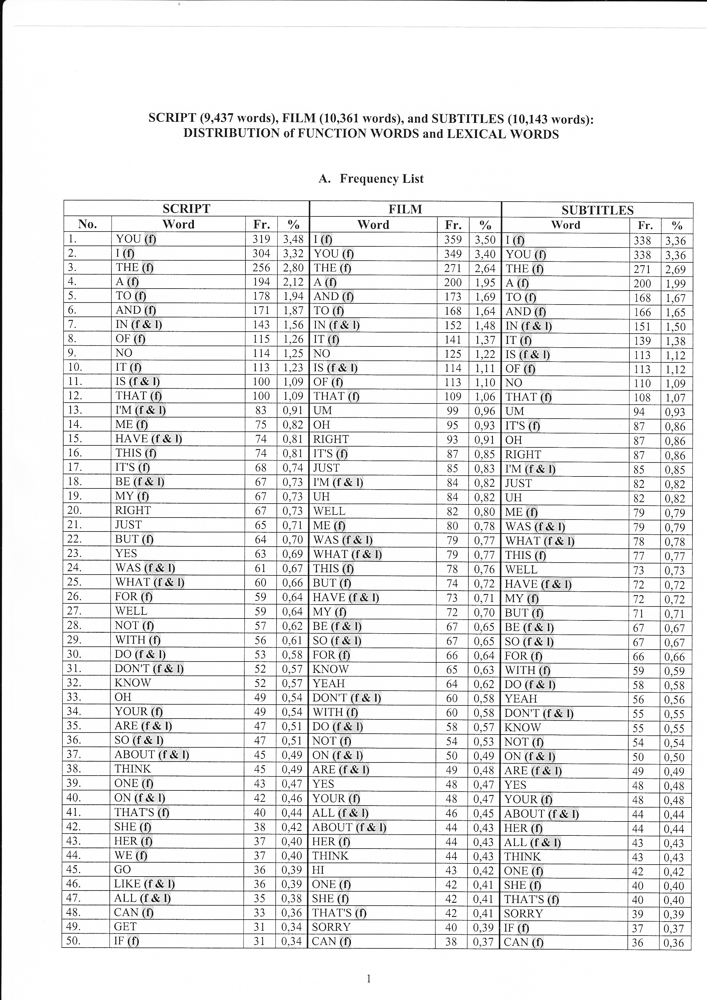 SCRIPT (9,437 words), FILM (10,361 words), and SUBTITLES (10,143 words):
DISTRIBUTION of FUNCTION WORDS and LEXICAL WORDS
A. Frequency List
SCRIPT FILM SUBTITLES
No. Word Fr. % Word Fr. % Word Fr. %
1. YOU (f) 319 3,48 I (f) 359 3,50 I (f) 338 3,36
2. I (f) 304 3,32 YOU (f) 349 3,40 YOU (f) 338 3,36
3. THE (f) 256 2,80 THE (f) 271 2,64 THE (f) 271 2,69
4. A (f) 194 2,12 A (f) 200 1,95 A (f) 200 1,99
5. TO (f) 178 1,94 AND (f) 173 1,69 TO (f) 168 1,67
6. AND (f) 171 1,87 TO (f) 168 1,64 AND (f) 166 1,65
7. IN (f & l) 143 1,56 IN (f & l) 152 1,48 IN (f & l) 151 1,50
8. OF (f) 115 1,26 IT (f) 141 1,37 IT (f) 139 1,38
9. NO 114 1,25 NO 125 1,22 IS (f & l) 113 1,12
10. IT (f) 113 1,23 IS (f & l) 114 1,11 OF (f) 113 1,12
11. IS (f & l) 100 1,09 OF (f) 113 1,10 NO 110 1,09
12. THAT (f) 100 1,09 THAT (f) 109 1,06 THAT (f) 108 1,07
13. I'M (f & l) 83 0,91 UM 99 0,96 UM 94 0,93
14. ME (f) 75 0,82 OH 95 0,93 IT'S (f) 87 0,86
15. HAVE (f & l) 74 0,81 RIGHT 93 0,91 OH 87 0,86
16. THIS (f) 74 0,81 IT'S (f) 87 0,85 RIGHT 87 0,86
17. IT'S (f) 68 0,74 JUST 85 0,83 I'M (f & l) 85 0,85
18. BE (f & l) 67 0,73 I'M (f & l) 84 0,82 JUST 82 0,82
19. MY (f) 67 0,73 UH 84 0,82 UH 82 0,82
20. RIGHT 67 0,73 WELL 82 0,80 ME (f) 79 0,79
21. JUST 65 0,71 ME (f) 80 0,78 WAS (f & l) 79 0,79
22. BUT (f) 64 0,70 WAS (f & l) 79 0,77 WHAT (f & l) 78 0,78
23. YES 63 0,69 WHAT (f & l) 79 0,77 THIS (f) 77 0,77
24. WAS (f & l) 61 0,67 THIS (f) 78 0,76 WELL 73 0,73
25. WHAT (f & l) 60 0,66 BUT (f) 74 0,72 HAVE (f & l) 72 0,72
26. FOR (f) 59 0,64 HAVE (f & l) 73 0,71 MY (f) 72 0,72
27. WELL 59 0,64 MY (f) 72 0,70 BUT (f) 71 0,71
28. NOT (f) 57 0,62 BE (f & l) 67 0,65 BE (f & l) 67 0,67
29. WITH (f) 56 0,61 SO (f & l) 67 0,65 SO (f & l) 67 0,67
30. DO (f & l) 53 0,58 FOR (f) 66 0,64 FOR (f) 66 0,66
31. DON'T (f & l) 52 0,57 KNOW 65 0,63 WITH (f) 59 0,59
32. KNOW 52 0,57 YEAH 64 0,62 DO (f & l) 58 0,58
33. OH 49 0,54 DON'T (f & l) 60 0,58 YEAH 56 0,56
34. YOUR (f) 49 0,54 WITH (f) 60 0,58 DON'T (f & l) 55 0,55
35. ARE (f & l) 47 0,51 DO (f & l) 58 0,57 KNOW 55 0,55
36. SO (f & l) 47 0,51 NOT (f) 54 0,53 NOT (f) 54 0,54
37. ABOUT (f & l) 45 0,49 ON (f & l) 50 0,49 ON (f & l) 50 0,50
38. THINK 45 0,49 ARE (f & l) 49 0,48 ARE (f & l) 49 0,49
39. ONE (f) 43 0,47 YES 48 0,47 YES 48 0,48
40. ON (f & l) 42 0,46 YOUR (f) 48 0,47 YOUR (f) 48 0,48
41. THAT'S (f) 40 0,44 ALL (f & l) 46 0,45 ABOUT (f & l) 44 0,44
42. SHE (f) 38 0,42 ABOUT (f & l) 44 0,43 HER (f) 44 0,44
43. HER (f) 37 0,40 HER (f) 44 0,43 ALL (f & l) 43 0,43
44. WE (f) 37 0,40 THINK 44 0,43 THINK 43 0,43
45. GO 36 0,39 HI 43 0,42 ONE (f) 42 0,42
46. LIKE (f & l) 36 0,39 ONE (f) 42 0,41 SHE (f) 40 0,40
47. ALL (f & l) 35 0,38 SHE (f) 42 0,41 THAT'S (f) 40 0,40
48. CAN (f) 33 0,36 THAT'S (f) 42 0,41 SORRY 39 0,39
49. GET 31 0,34 SORRY 40 0,39 IF (f) 37 0,37
50. IF (f) 31 0,34 CAN (f) 38 0,37 CAN (f) 36 0,36
1